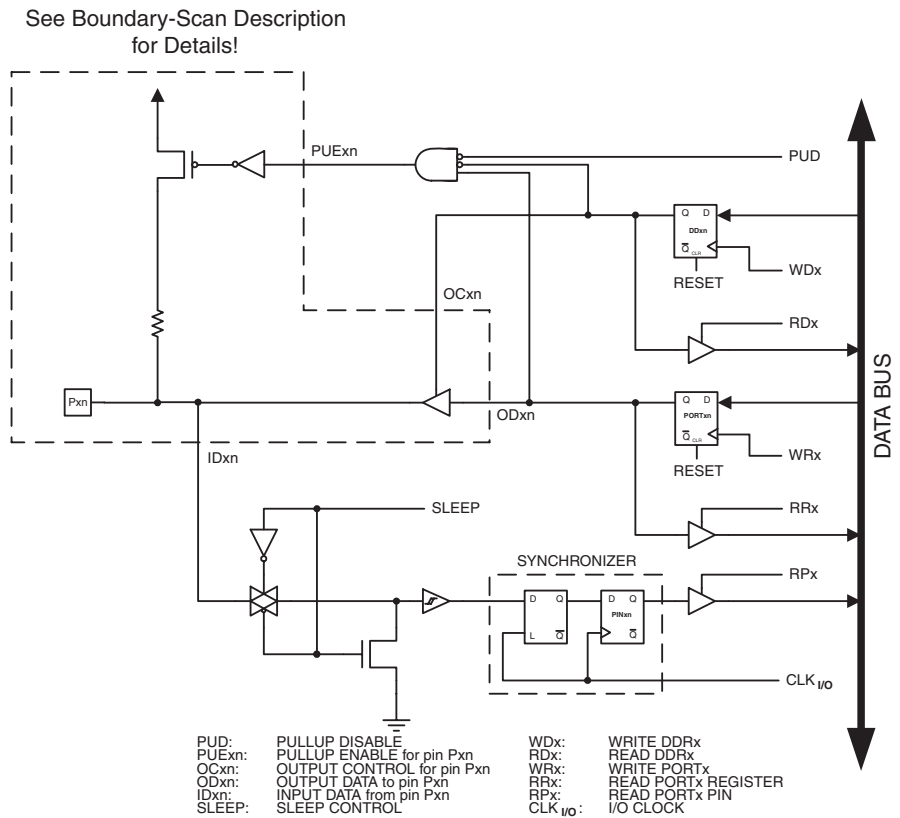 See Boundary-Scan Description
for Details!
PUExn
PUD
Q D
DDxn
Q CLR
RESET
WDx
OCxn
RDx
Pxn
ODxn
Q D
PORTxn
Q CLR
RESET
WRx
DATA BUS
IDxn
SLEEP
RRx
SYNCHRONIZER
RPx
D Q
L Q
D Q
PINxn
Q
CLK I/O
PUD: PULLUP DISABLE
PUExn: PULLUP ENABLE for pin Pxn
OCxn: OUTPUT CONTROL for pin Pxn
ODxn: OUTPUT DATA to pin Pxn
IDxn: INPUT DATA from pin Pxn
SLEEP: SLEEP CONTROL
WDx: WRITE DDRx
RDx: READ DDRx
WRx: WRITE PORTx
RRx: READ PORTx REGISTER
RPx: READ PORTx PIN
CLK I/O: I/O CLOCK